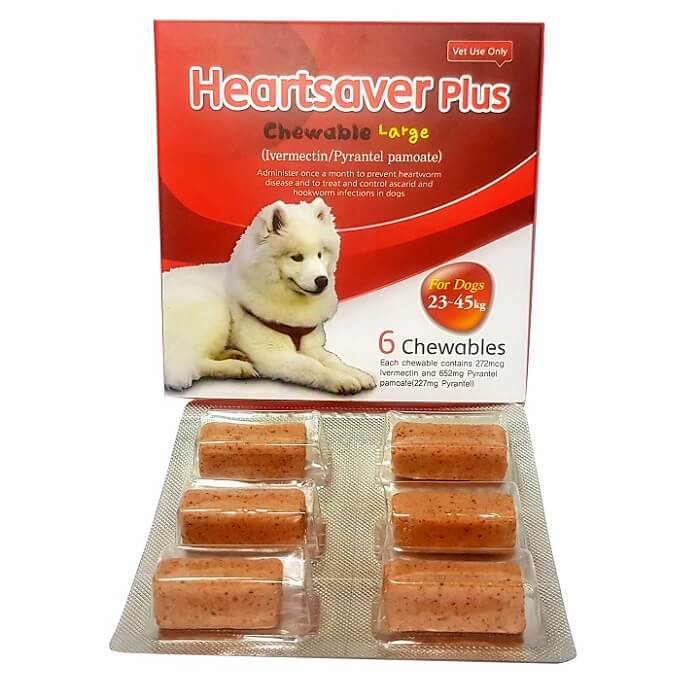 Vet Use Only
Heartsaver Plus
Chewable Large
(Ivermectin/Pyrantel pamoate)
Administer once a month to prevent heartworm
disease and to treat and control ascarid and
hookworm infections in dogs
For Dogs
23~45kg
6 Chewables
Each chewable contains 272mcg
Ivermectin and 652mg Pyrantel
pamoate(227mg Pyrantel)